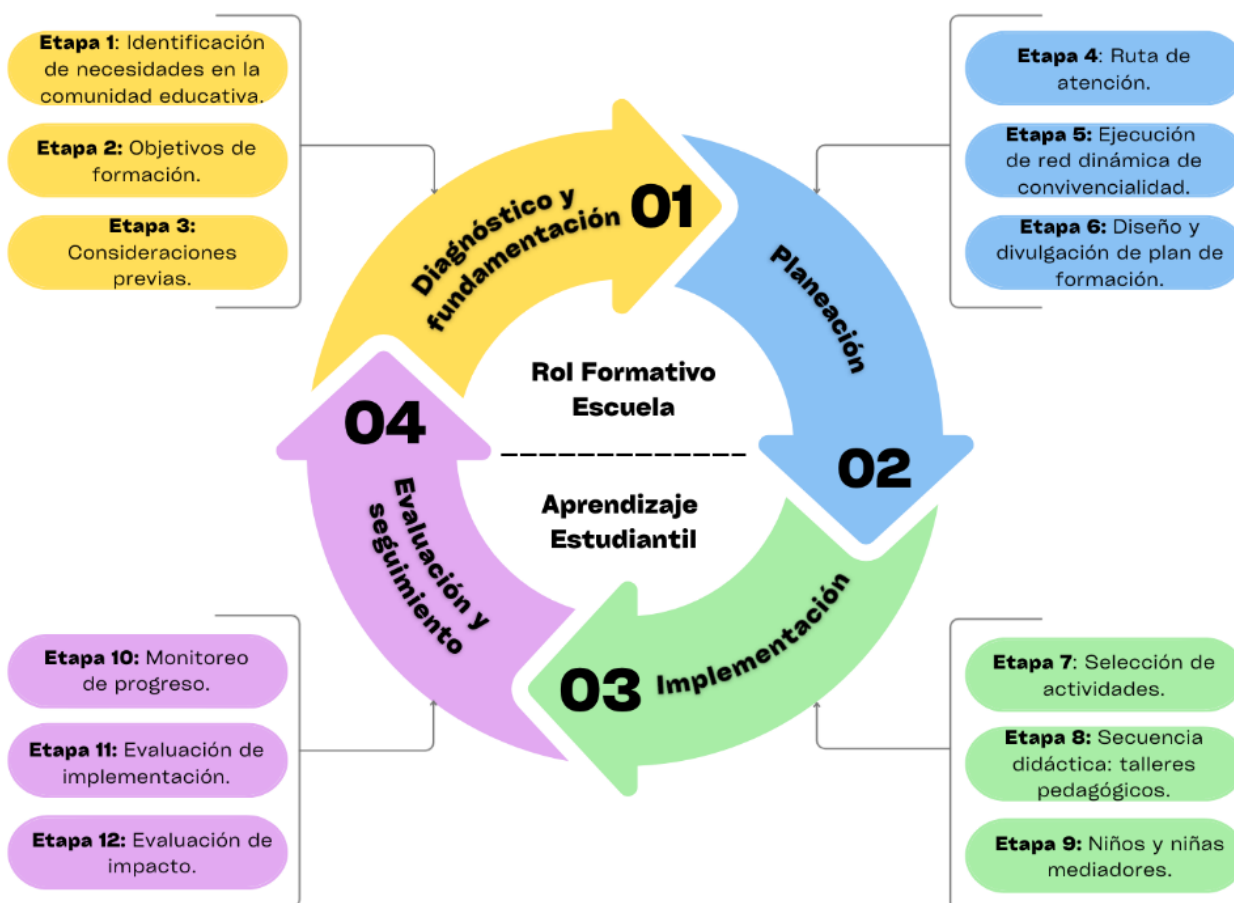 Etapa 1: Identificación
de necesidades en la
comunidad educativa.
Etapa 2: Objetivos de
formación.
Etapa 3:
Consideraciones
previas.
Diagnóstico y
fundamentación
01
Etapa 4: Ruta de
atención.
Etapa 5: Ejecución
de red dinámica de
convivencialidad.
Etapa 6: Diseño y
divulgación de plan de
formación.
Planeación
02
Rol Formativo
Escuela
-------------
Aprendizaje
Estudiantil
Etapa 7: Selección de
actividades.
Etapa 8: Secuencia
didáctica: talleres
pedagógicos.
Etapa 9: Niños y niñas
mediadores.
Implementación
03
Etapa 10: Monitoreo
de progreso.
Etapa 11: Evaluación de
implementación.
Etapa 12: Evaluación de
impacto.
Evaluación y
seguimiento
04